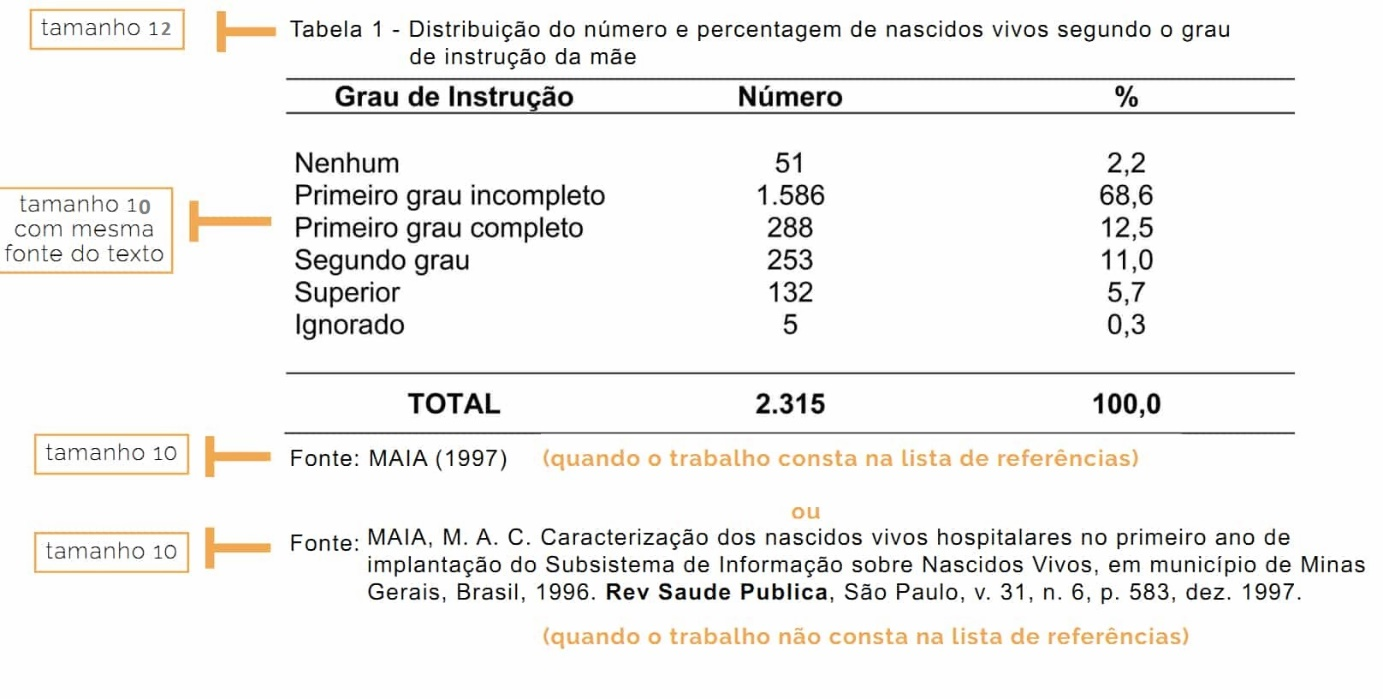 tamanho 12
Tabela 1 - Distribuição do número e percentagem de nascidos vivos segundo o grau
de instrução da mãe
Grau de Instrução Número %
Nenhum 51 2,2
tamanho 10
com mesma
fonte do texto
Primeiro grau incompleto 1.586 68,6
Primeiro grau completo 288 12,5
Segundo grau 253 11,0
Superior 132 5,7
Ignorado 5 0,3
TOTAL 2.315 100,0
tamanho 10
Fonte: MAIA (1997) (quando o trabalho consta na lista de referências)
ou
tamanho 10
Fonte: MAIA, M. A. C. Caracterização dos nascidos vivos hospitalares no primeiro ano de
implantação do Subsistema de Informação sobre Nascidos Vivos, em município de Minas
Gerais, Brasil, 1996. Rev Saude Publica, São Paulo, v. 31, n. 6, p. 583, dez. 1997.
(quando o trabalho não consta na lista de referências)